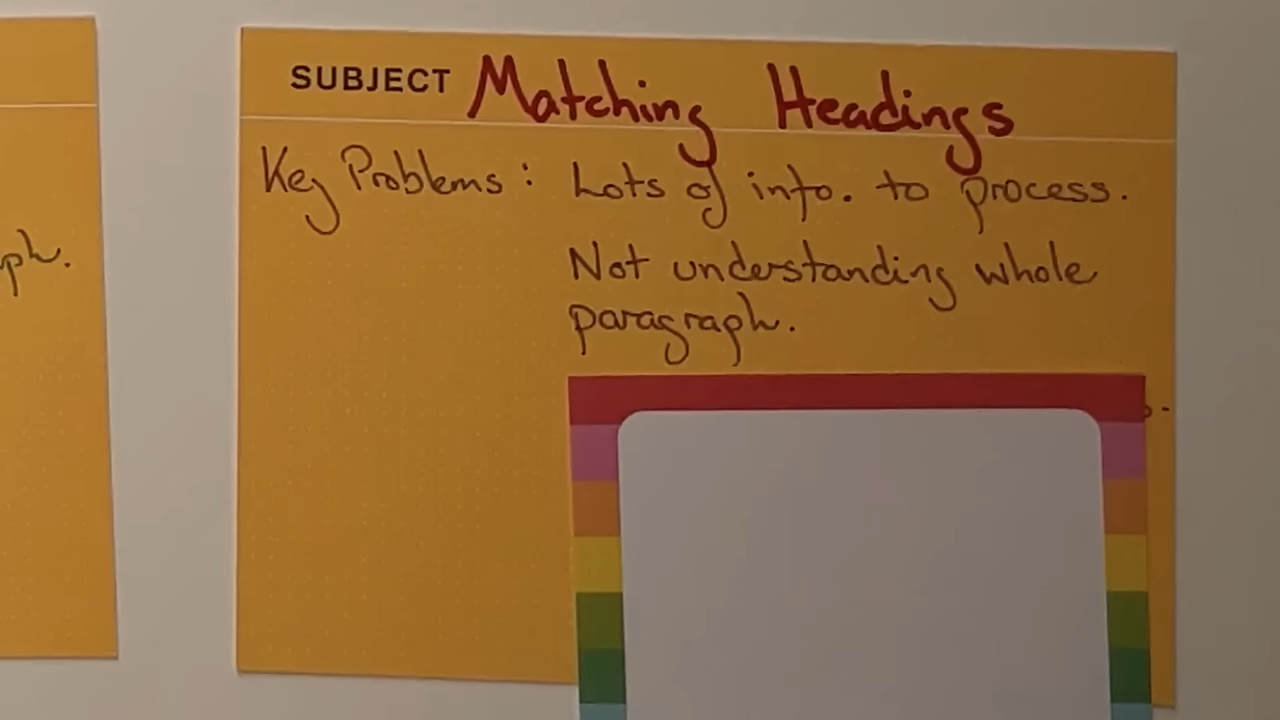 SUBJECT Matching Headings
Key Problems: Lots of info. to process.
Not understanding whole
paragraph.